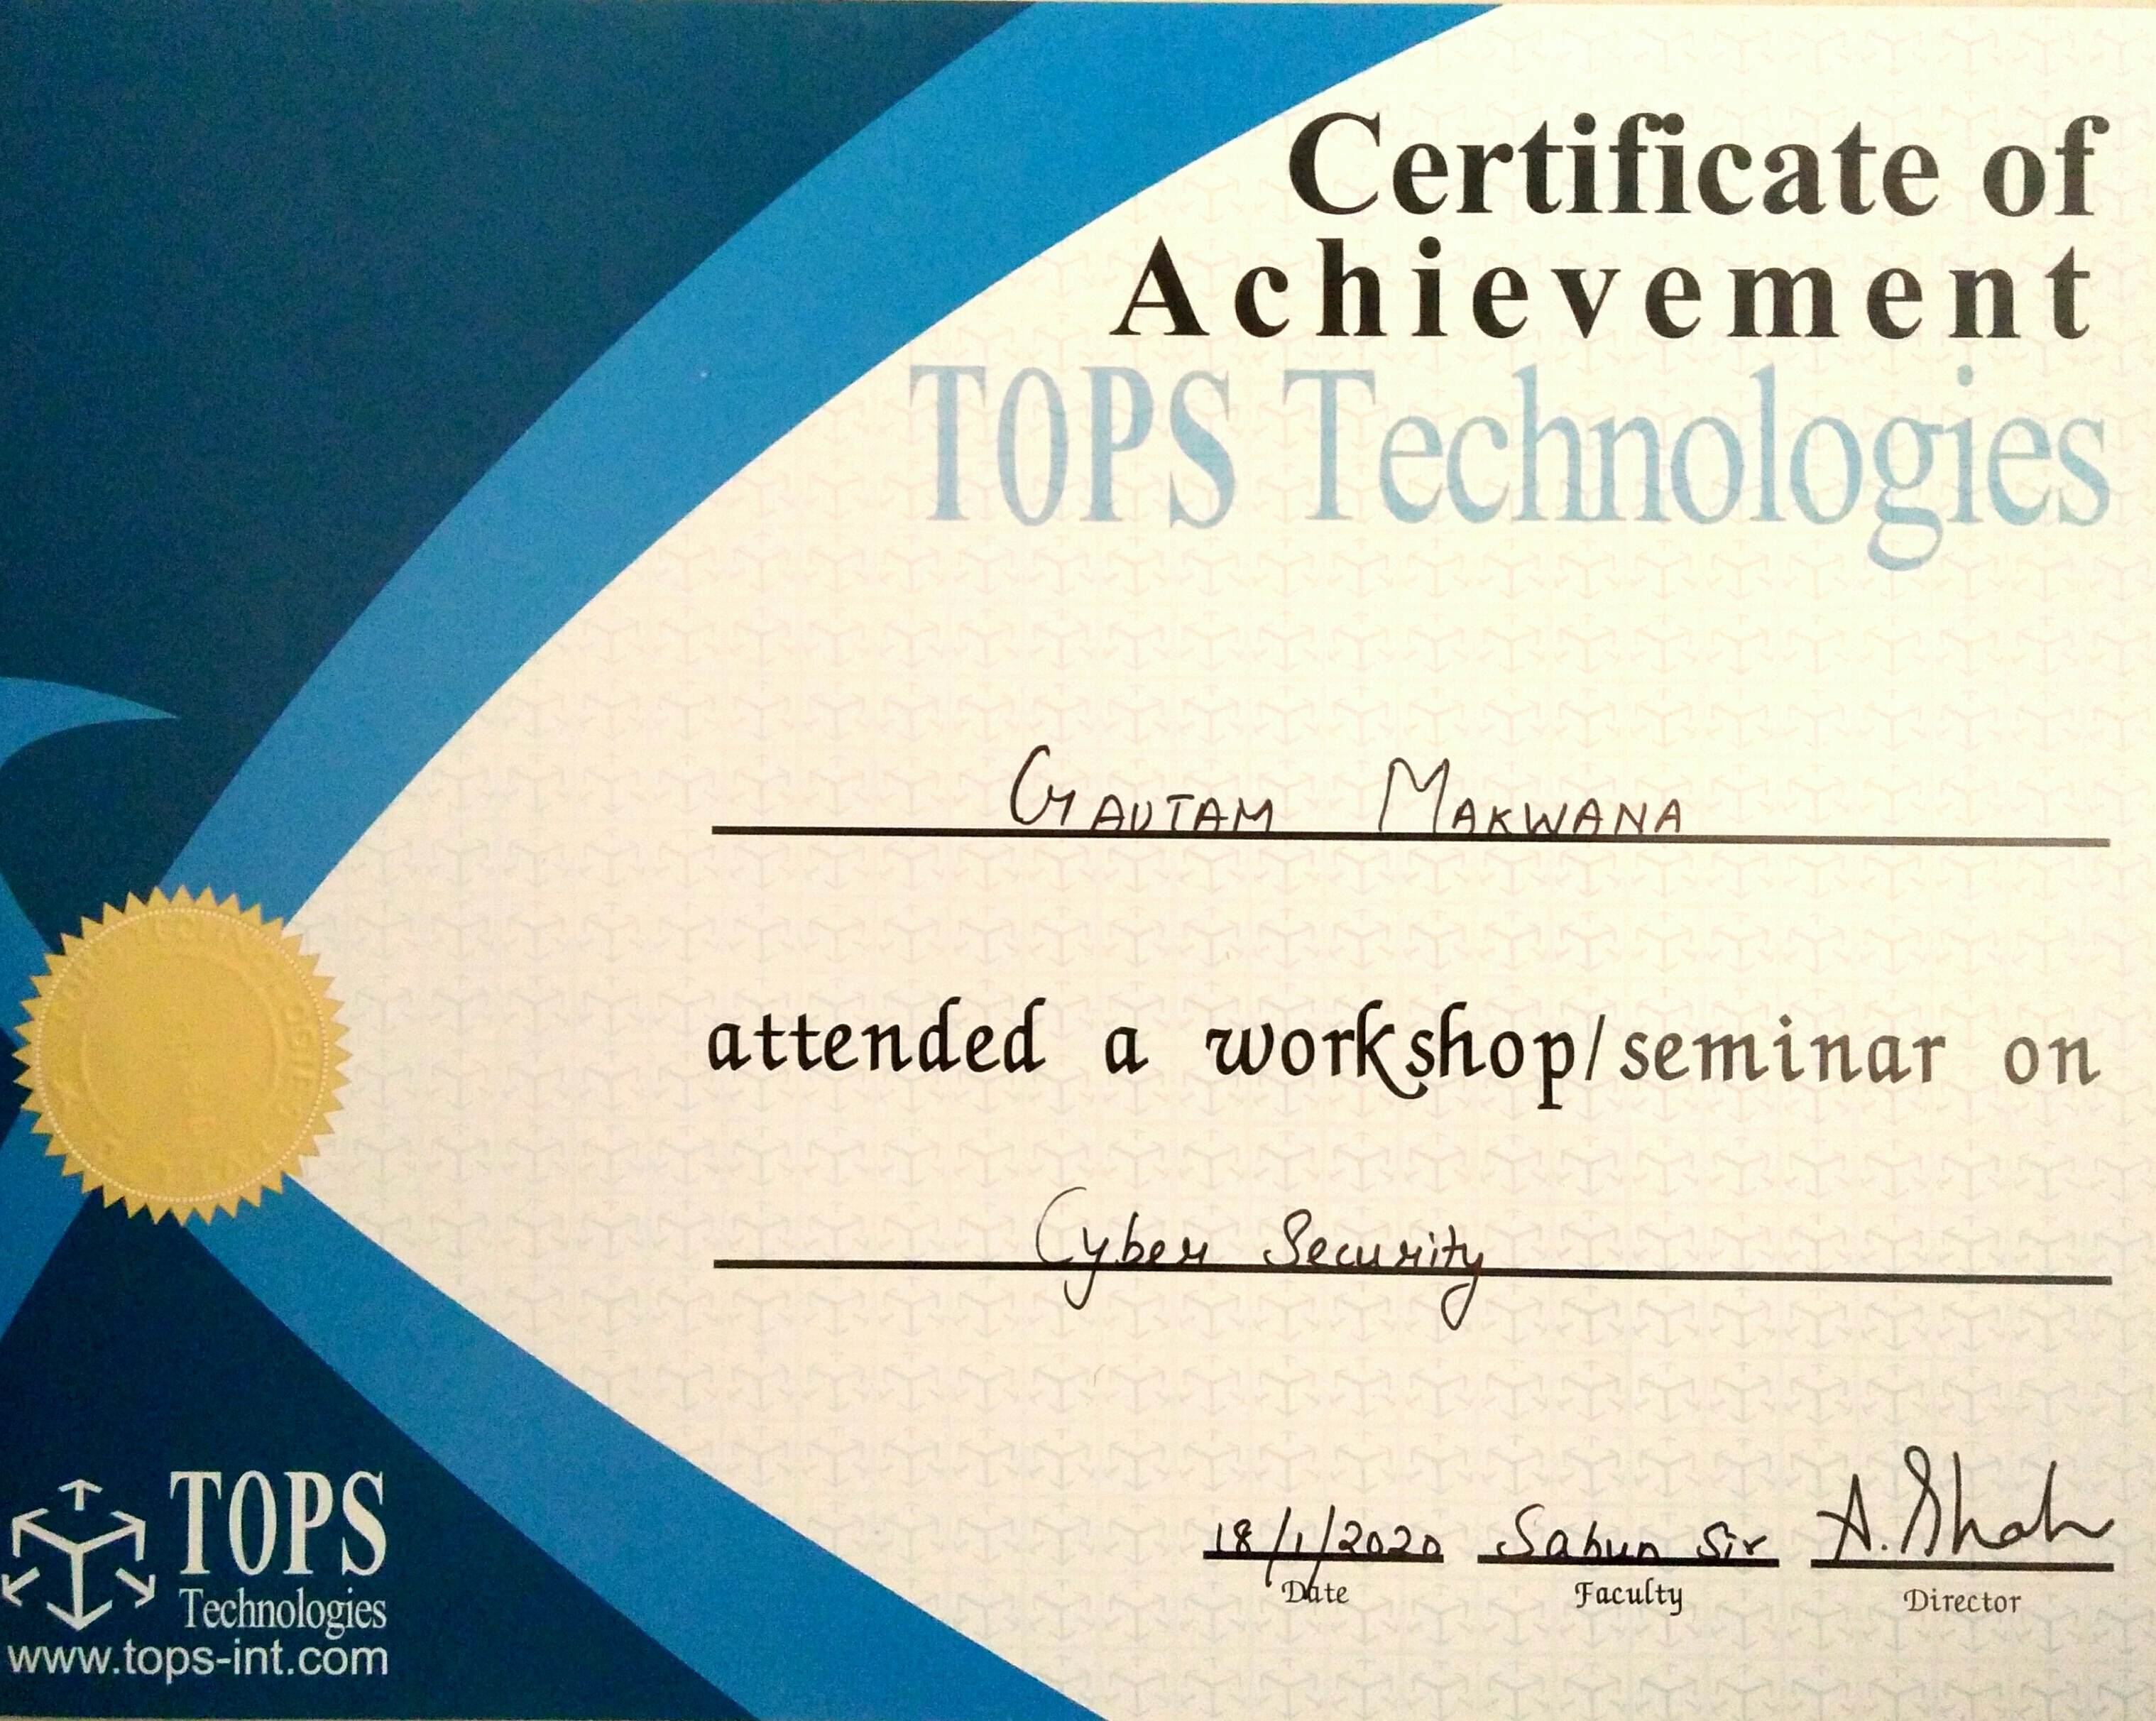 Certificate of
Achievement
TOPS Technologies
GAUTAM MAKWANA
attended a workshop/seminar on
Cyber Security
18/1/2020 Sir A. Shah
Date Faculty Director
TOPS
Technologies
www.tops-int.com